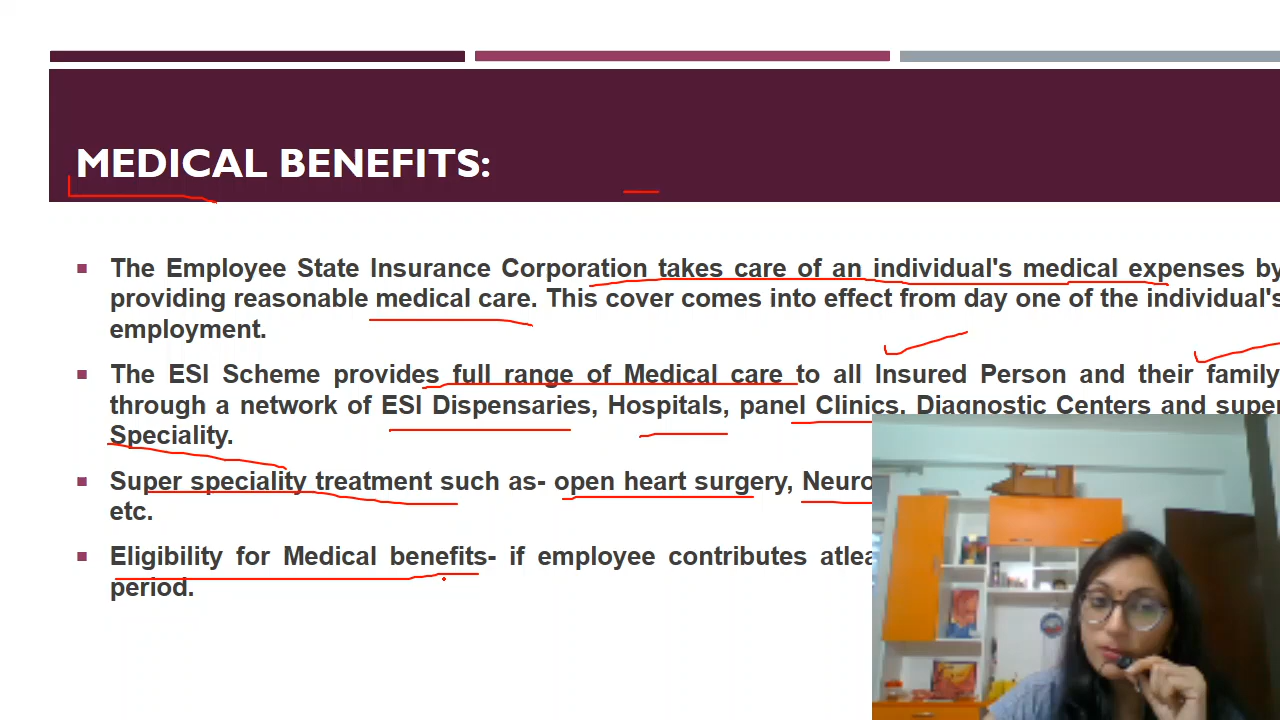 MEDICAL BENEFITS:
The Employee State Insurance Corporation takes care of an individual's medical expenses by
providing reasonable medical care. This cover comes into effect from day one of the individual's
employment.
The ESI Scheme provides full range of Medical care to all Insured Person and their family
through a network of ESI Dispensaries, Hospitals, panel Clinics, Diagnostic Centers and super
Speciality.
Super speciality treatment such as- open heart surgery,
etc.
Eligibility for Medical benefits- if employee contributes
period.